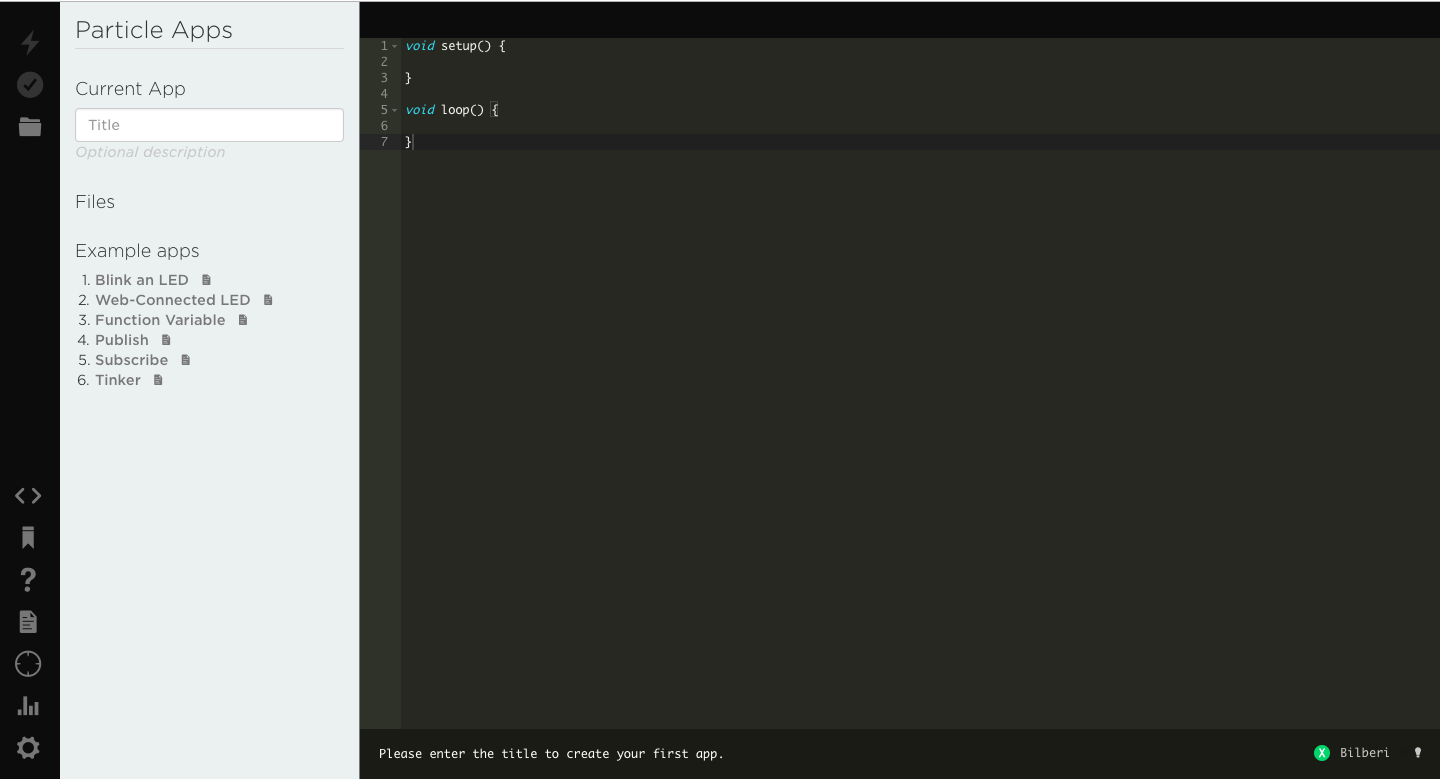 Particle Apps
Current App
Title
Optional description
Files
Example apps
1. Blink an LED
2. Web-Connected LED
3. Function Variable
4. Publish
5. Subscribe
6. Tinker
1 void setup() {
2
3 }
4
5 void loop() {
6
7 }
Please enter the title to create your first app.
X Bilberi